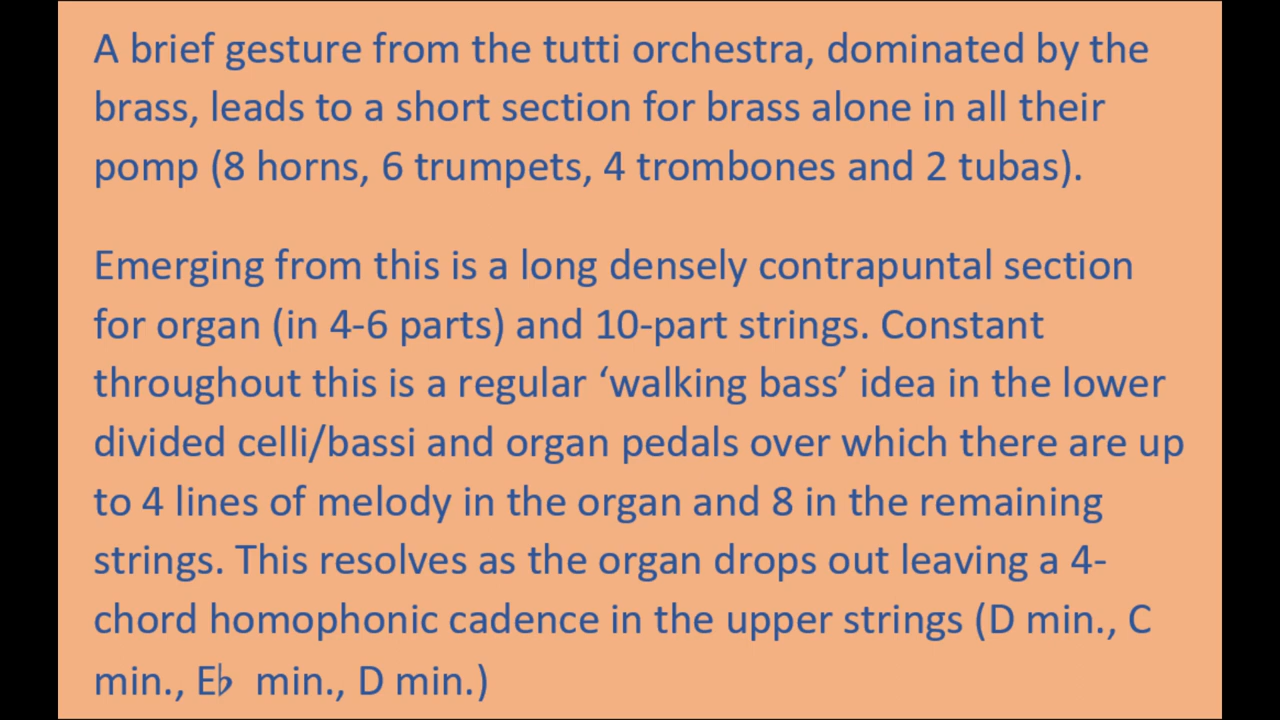 A brief gesture from the tutti orchestra, dominated by the
brass, leads to a short section for brass alone in all their
pomp (8 horns, 6 trumpets, 4 trombones and 2 tubas).
Emerging from this is a long densely contrapuntal section
for organ (in 4-6 parts) and 10-part strings. Constant
throughout this is a regular ‘walking bass’ idea in the lower
divided celli/bassi and organ pedals over which there are up
to 4 lines of melody in the organ and 8 in the remaining
strings. This resolves as the organ drops out leaving a 4-
chord homophonic cadence in the upper strings (D min., C
min., E♭ min., D min.)